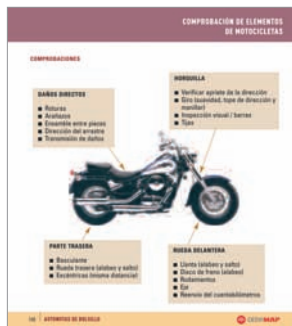 COMPROBACIÓN DE ELEMENTOS
DE MOTOCICLETAS
COMPROBACIONES
DAÑOS DIRECTOS
■ Roturas
■ Arañazos
■ Ensamble entre piezas
■ Dirección del arrastre
■ Transmisión de daños
HORQUILLA
■ Verificar apriete de la dirección
■ Giro (suavidad, tope de dirección y
manillar)
■ Inspección visual / barras
■ Tijas
PARTE TRASERA
■ Basculante
■ Rueda trasera (alabeo y salto)
■ Excéntricas (misma distancia)
RUEDA DELANTERA
■ Llanta (alabeo y salto)
■ Disco de freno (alabeo)
■ Rodamientos
■ Eje
■ Reenvío del cuentakilómetros
AUTOMOTOS DE BOLSILLO
CESVIMAP